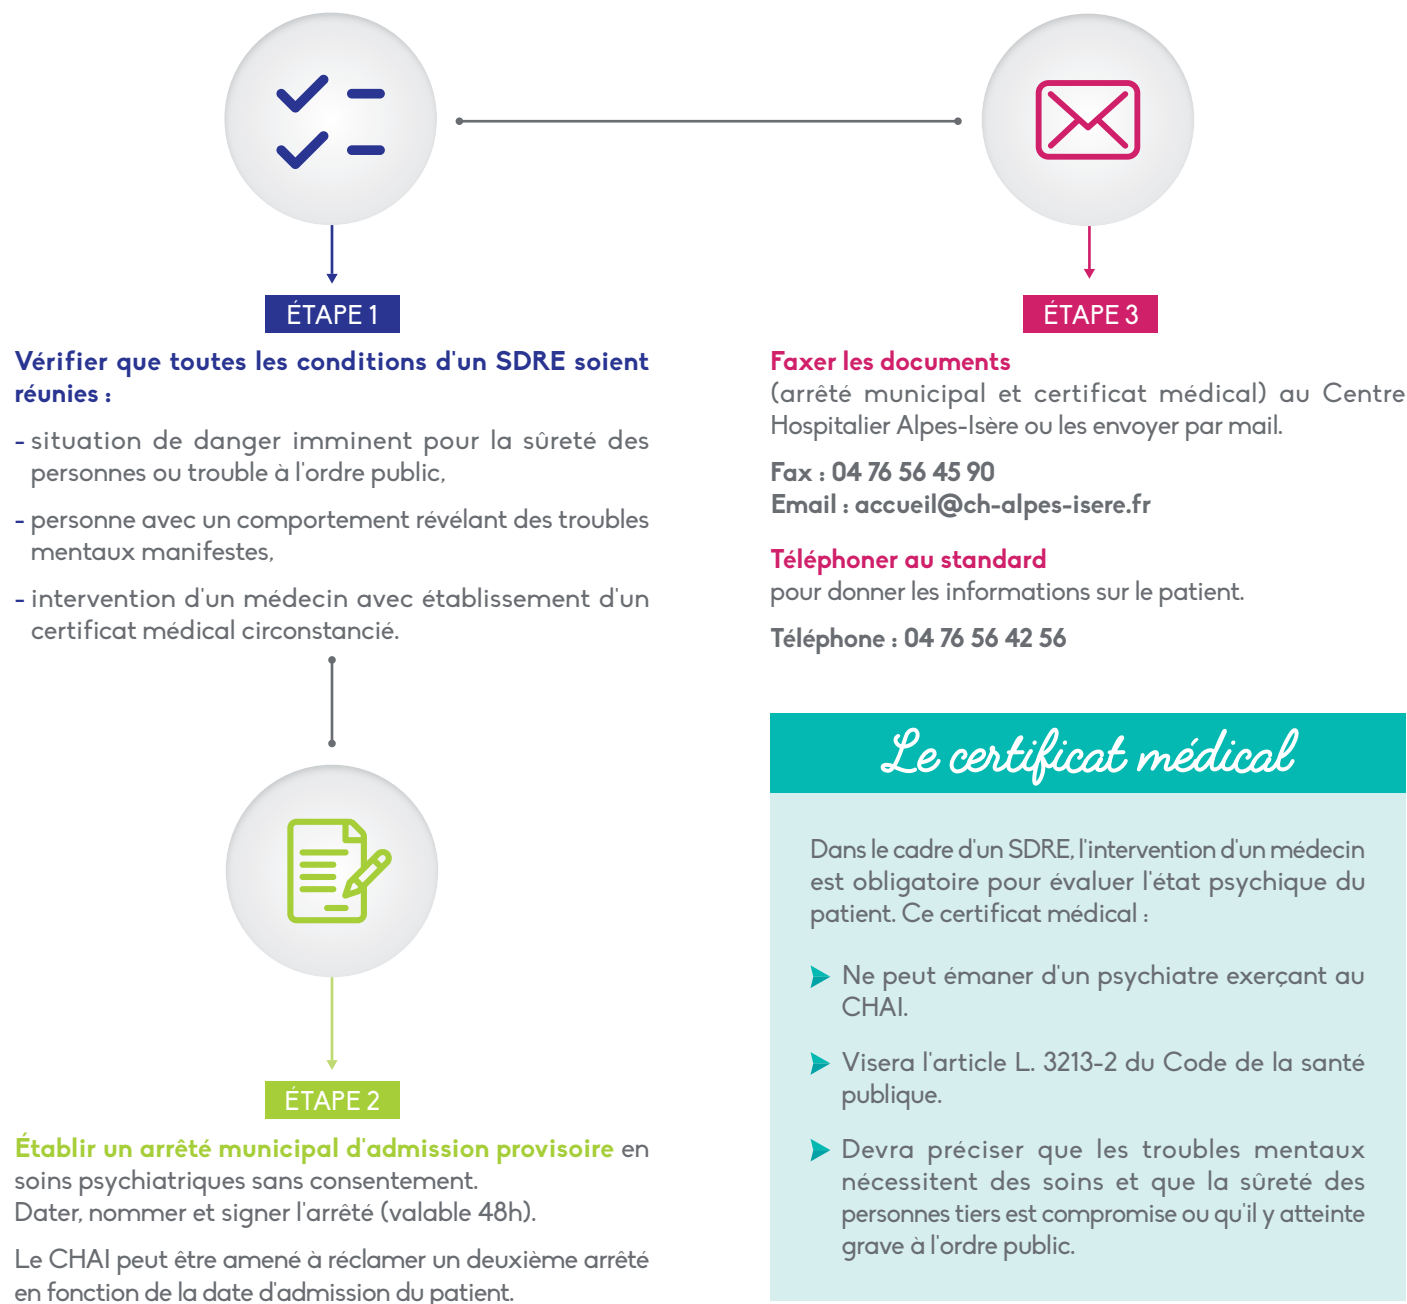 ÉTAPE 1
Vérifier que toutes les conditions d'un SDRE soient
réunies :
- situation de danger imminent pour la sûreté des
personnes ou trouble à l'ordre public,
- personne avec un comportement révélant des troubles
mentaux manifestes,
- intervention d'un médecin avec établissement d'un
certificat médical circonstancié.
ÉTAPE 2
Établir un arrêté municipal d'admission provisoire en
soins psychiatriques sans consentement.
Dater, nommer et signer l'arrêté (valable 48h).
Le CHAI peut être amené à réclamer un deuxième arrêté
en fonction de la date d'admission du patient.
ÉTAPE 3
Faxer les documents
(arrêté municipal et certificat médical) au Centre
Hospitalier Alpes-Isère ou les envoyer par mail.
Fax : 04 76 56 45 90
Email : accueil@ch-alpes-isere.fr
Téléphoner au standard
pour donner les informations sur le patient.
Téléphone : 04 76 56 42 56
Le certificat médical
Dans le cadre d'un SDRE, l'intervention d'un médecin
est obligatoire pour évaluer l'état psychique du
patient. Ce certificat médical :
Ne peut émaner d'un psychiatre exerçant au
CHAI.
Visera l'article L. 3213-2 du Code de la santé
publique.
Devra préciser que les troubles mentaux
nécessitent des soins et que la sûreté des
personnes tiers est compromise ou qu'il y atteinte
grave à l'ordre public.